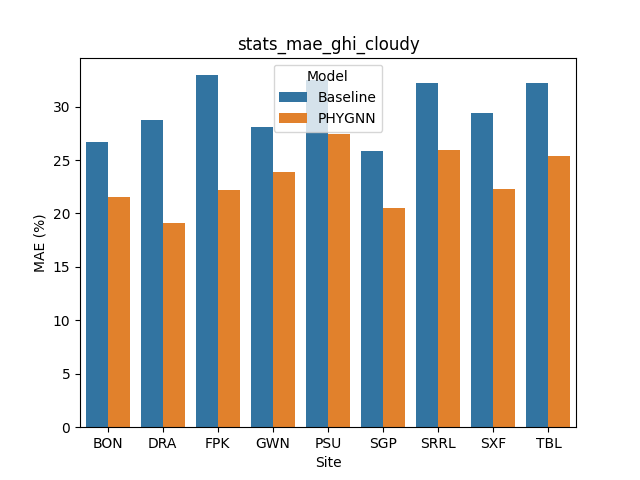 stats_mae_ghi_cloudy
Model
Baseline
PHYGNN
MAE (%)
30
25
20
15
10
5
0
BON DRA FPK GWN PSU SGP SRRL SXF TBL
Site